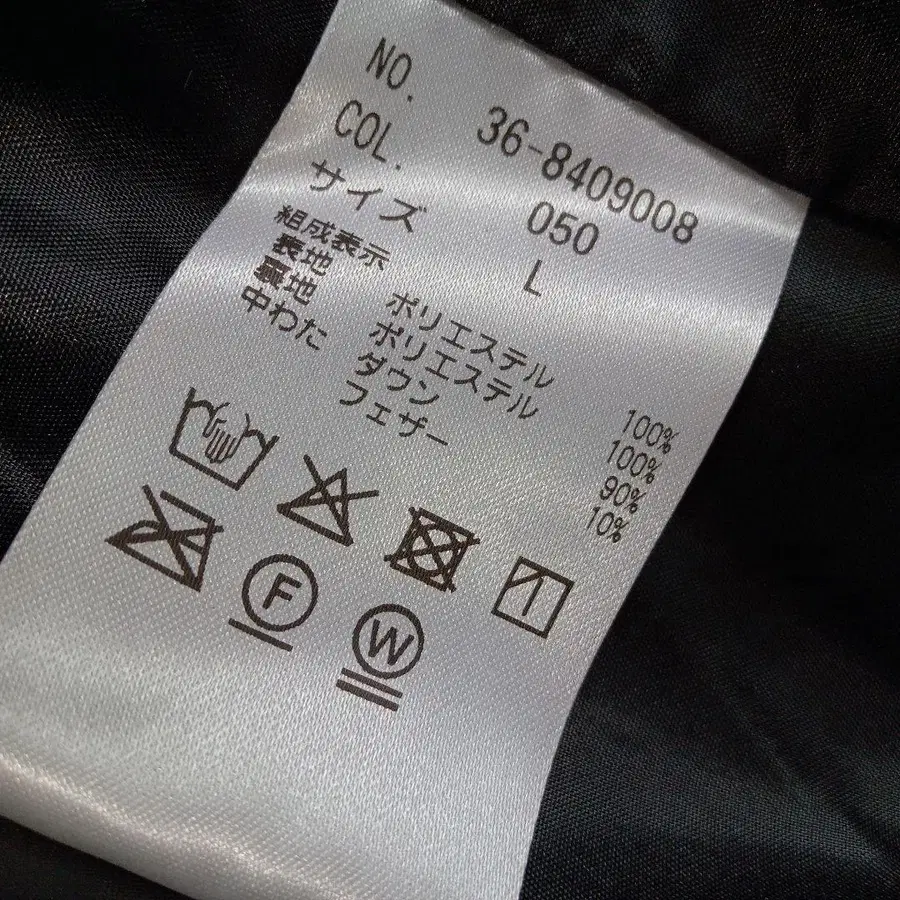 NO. 36-8409008
COL. 050
サイズ L
組成表示
表地 ポリエステル 100%
裏地 ポリエステル 100%
中わた ダウン 90%
フェザー 10%
F
W